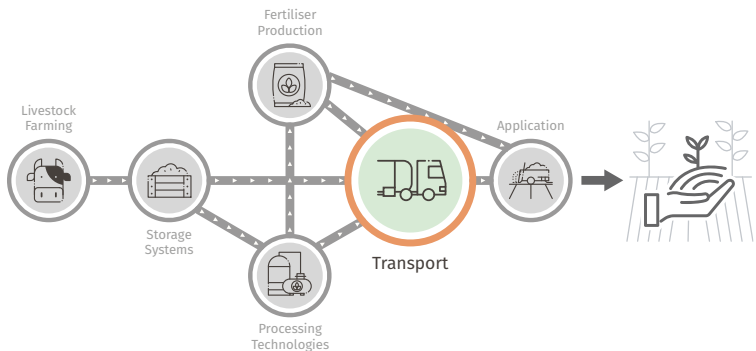 Fertiliser
Production
Livestock
Farming
Application
Storage
Systems
Transport
Processing
Technologies